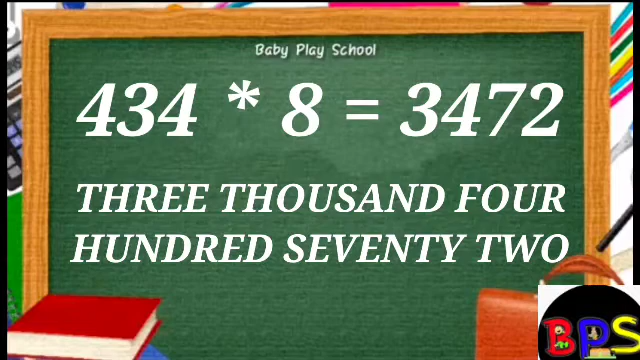 Baby Play School
434 * 8 = 3472
THREE THOUSAND FOUR
HUNDRED SEVENTY TWO
BPS